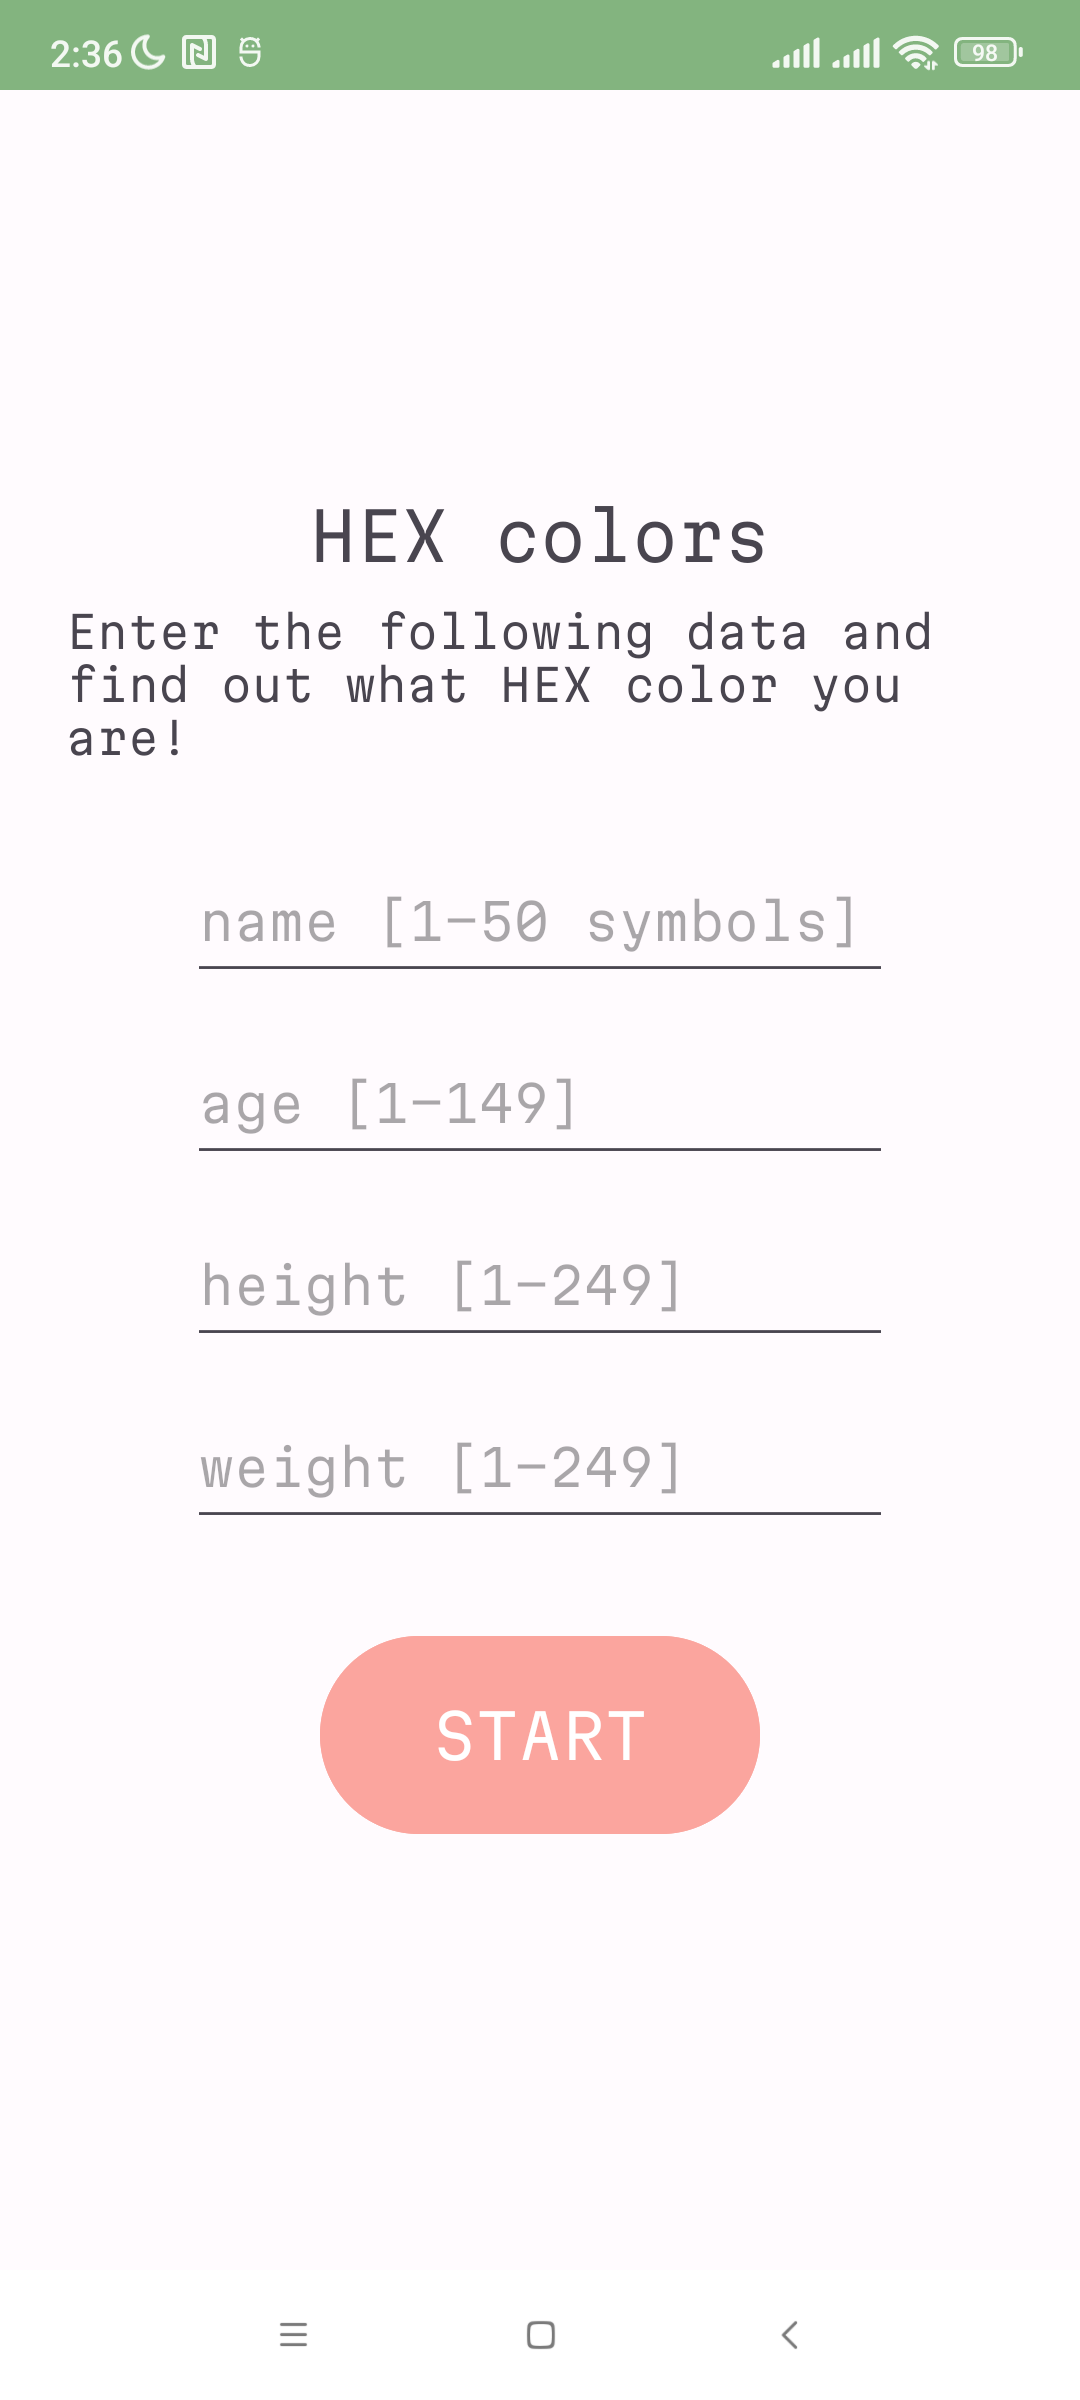 2:36 98
HEX colors
Enter the following data and
find out what HEX color you
are!
name [1-50 symbols]
age [1-149]
height [1-249]
weight [1-249]
START